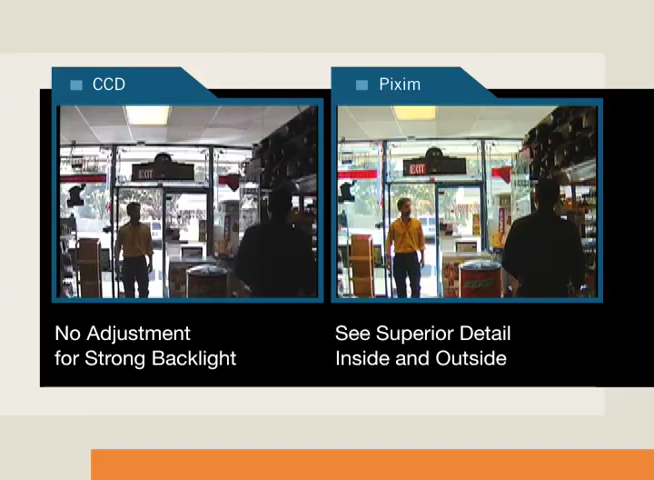 CCD
Pixim
EXIT
EXIT
No Adjustment
for Strong Backlight
See Superior Detail
Inside and Outside